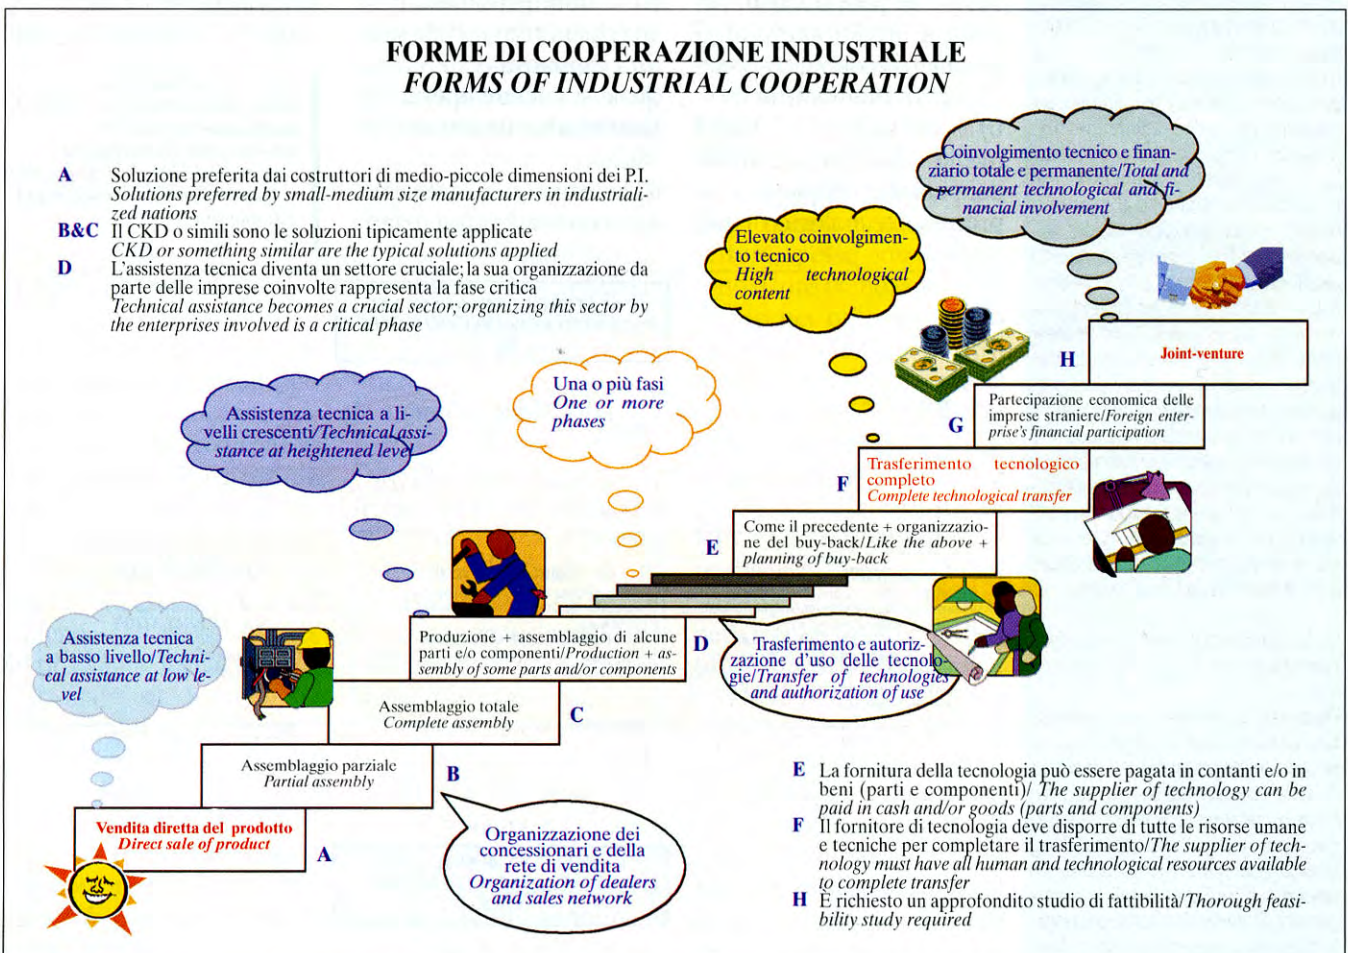 FORME DI COOPERAZIONE INDUSTRIALE
FORMS OF INDUSTRIAL COOPERATION
A Soluzione preferita dai costruttori di medio-piccole dimensioni dei P.I.
Solutions preferred by small-medium size manufacturers in industriali-
zed nations
B&C Il CKD o simili sono le soluzioni tipicamente applicate
CKD or something similar are the typical solutions applied
D L'assistenza tecnica diventa un settore cruciale; la sua organizzazione da
parte delle imprese coinvolte rappresenta la fase critica
Technical assistance becomes a crucial sector; organizing this sector by
the enterprises involved is a critical phase
Coinvolgimento tecnico e finan-
ziario totale e permanente/Total and
permanent technological and fi-
nancial involvement
Elevato coinvolgimen-
to tecnico
High technological
content
H
Joint-venture
Una o più fasi
One or more
phases
Assistenza tecnica a li-
velli crescenti/Technical assi-
stance at heightened level
G
Partecipazione economica delle
imprese straniere/Foreign enter-
prise's financial participation
F
Trasferimento tecnologico
completo
Complete technological transfer
E
Come il precedente + organizzazio-
ne del buy-back/Like the above +
planning of buy-back
Assistenza tecnica
a basso livello/Techni-
cal assistance at low le-
vel
Produzione + assemblaggio di alcune
parti e/o componenti/Production + as-
sembly of some parts and/or components
D
Trasferimento e autoriz-
zazione d'uso delle tecnolo-
gie/Transfer of technologies
and authorization of use
Assemblaggio totale
Complete assembly
C
Assemblaggio parziale
Partial assembly
B
Vendita diretta del prodotto
Direct sale of product
A
Organizzazione dei
concessionari e della
rete di vendita
Organization of dealers
and sales network
E La fornitura della tecnologia può essere pagata in contanti e/o in
beni (parti e componenti)/ The supplier of technology can be
paid in cash and/or goods (parts and components)
F Il fornitore di tecnologia deve disporre di tutte le risorse umane
e tecniche per completare il trasferimento/The supplier of tech-
nology must have all human and technological resources available
to complete transfer
H È richiesto un approfondito studio di fattibilità/Thorough feasi-
bility study required